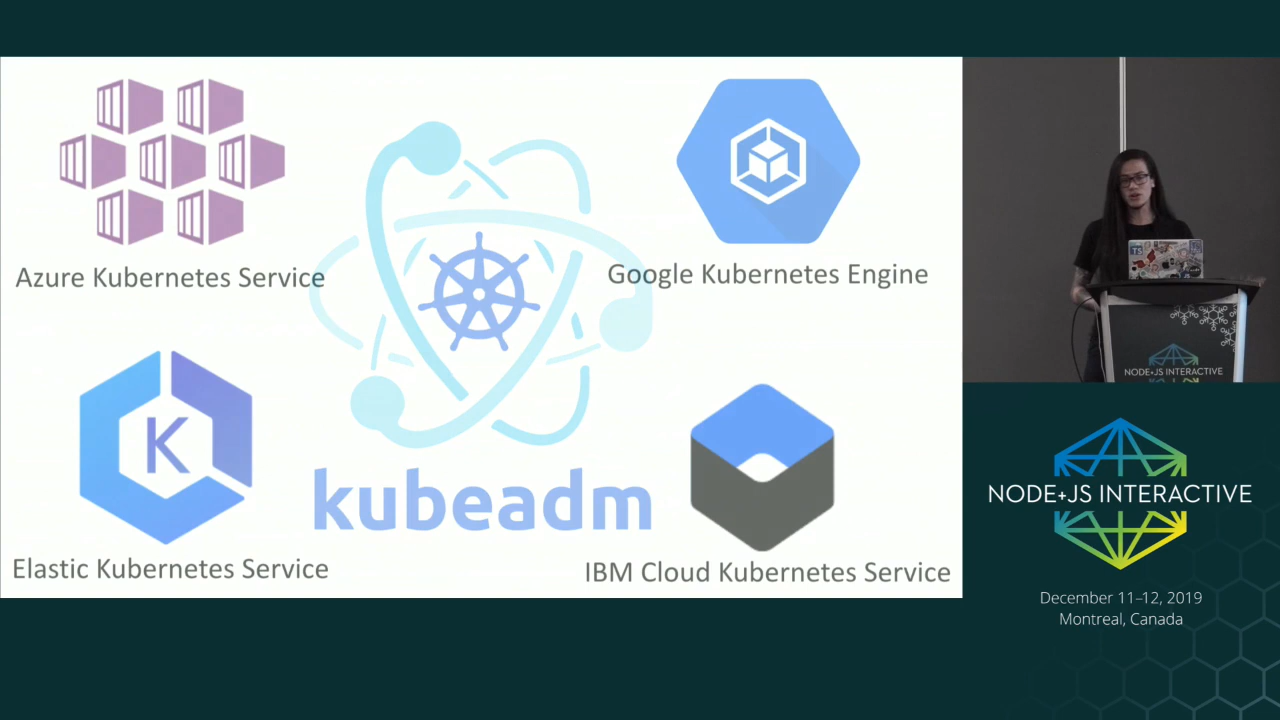 Azure Kubernetes Service
Google Kubernetes Engine
K
kubeadm
Elastic Kubernetes Service
IBM Cloud Kubernetes Service
TS
NODE+JS INTERACTIVE
NODE+JS INTERACTIVE
December 11–12, 2019
Montreal, Canada